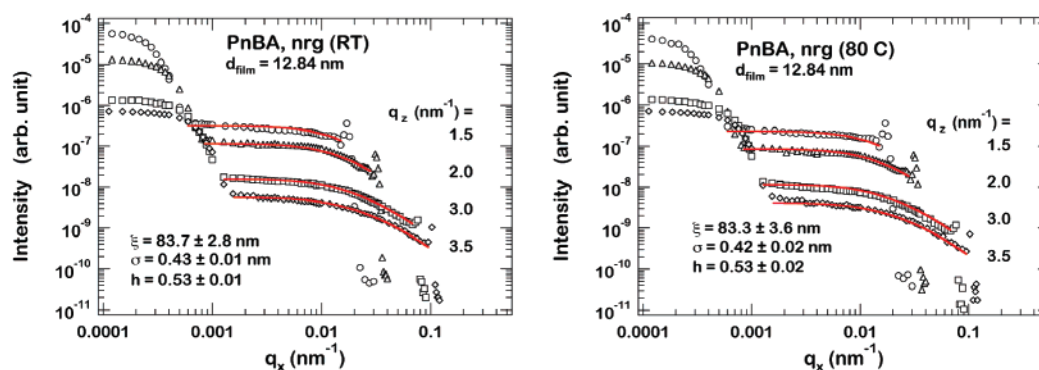 PnBA, nrg (RT)
d_film = 12.84 nm
q_z (nm⁻¹) =
1.5
2.0
3.0
3.5
ξ = 83.7 ± 2.8 nm
σ = 0.43 ± 0.01 nm
h = 0.53 ± 0.01
Intensity (arb. unit)
10⁻⁴
10⁻⁵
10⁻⁶
10⁻⁷
10⁻⁸
10⁻⁹
10⁻¹⁰
10⁻¹¹
0.0001
0.001
0.01
0.1
q_x (nm⁻¹)
PnBA, nrg (80 C)
d_film = 12.84 nm
q_z (nm⁻¹) =
1.5
2.0
3.0
3.5
ξ = 83.3 ± 3.6 nm
σ = 0.42 ± 0.02 nm
h = 0.53 ± 0.02
Intensity (arb. unit)
10⁻⁴
10⁻⁵
10⁻⁶
10⁻⁷
10⁻⁸
10⁻⁹
10⁻¹⁰
10⁻¹¹
0.0001
0.001
0.01
0.1
q_x (nm⁻¹)